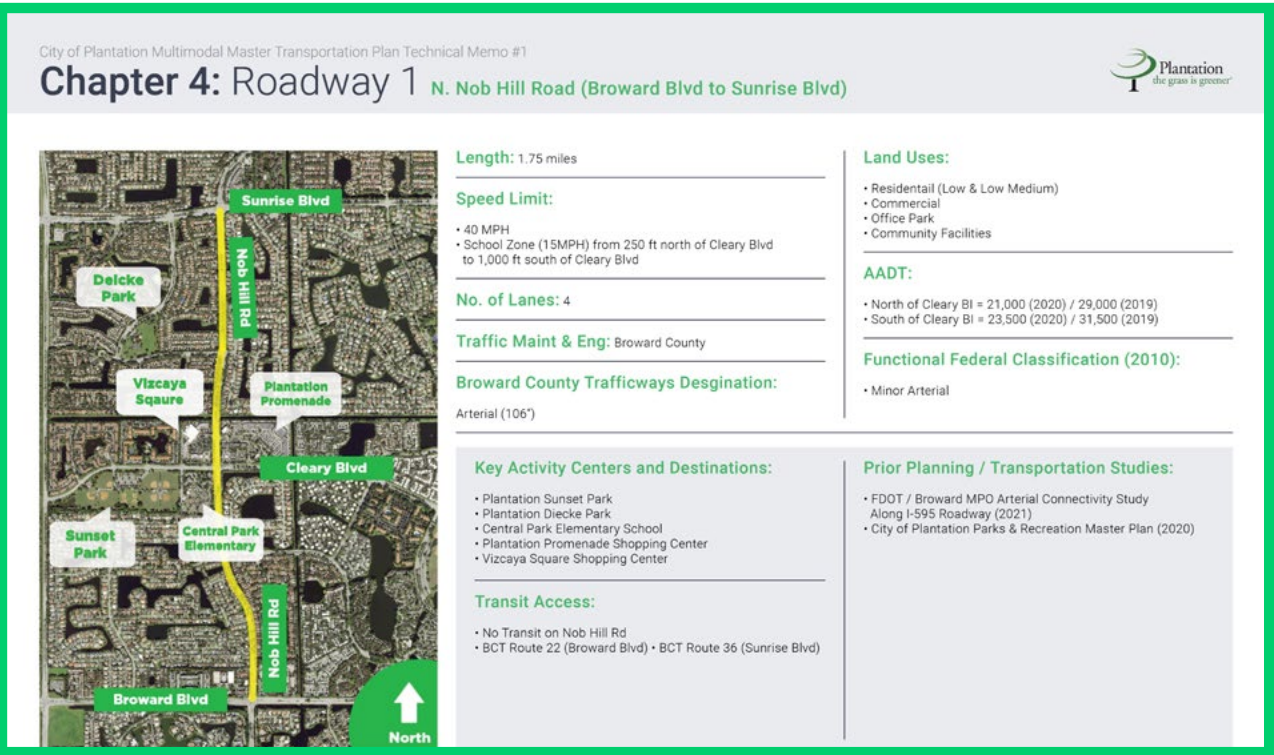 City of Plantation Multimodal Master Transportation Plan Technical Memo #1
Chapter 4: Roadway 1 N. Nob Hill Road (Broward Blvd to Sunrise Blvd)
Plantation
the grass is greener
Sunrise Blvd
Nob Hill Rd
Deicke
Park
Vizcaya
Sqaure
Plantation
Promenade
Cleary Blvd
Sunset
Park
Central Park
Elementary
Nob Hill Rd
Broward Blvd
North
Length: 1.75 miles
Speed Limit:
• 40 MPH
• School Zone (15MPH) from 250 ft north of Cleary Blvd
to 1,000 ft south of Cleary Blvd
No. of Lanes: 4
Traffic Maint & Eng: Broward County
Broward County Trafficways Desgination:
Arterial (106”)
Land Uses:
• Residentail (Low & Low Medium)
• Commercial
• Office Park
• Community Facilities
AADT:
• North of Cleary Bl = 21,000 (2020) / 29,000 (2019)
• South of Cleary Bl = 23,500 (2020) / 31,500 (2019)
Functional Federal Classification (2010):
• Minor Arterial
Key Activity Centers and Destinations:
• Plantation Sunset Park
• Plantation Diecke Park
• Central Park Elementary School
• Plantation Promenade Shopping Center
• Vizcaya Square Shopping Center
Transit Access:
• No Transit on Nob Hill Rd
• BCT Route 22 (Broward Blvd) • BCT Route 36 (Sunrise Blvd)
Prior Planning / Transportation Studies:
• FDOT / Broward MPO Arterial Connectivity Study
Along I-595 Roadway (2021)
• City of Plantation Parks & Recreation Master Plan (2020)